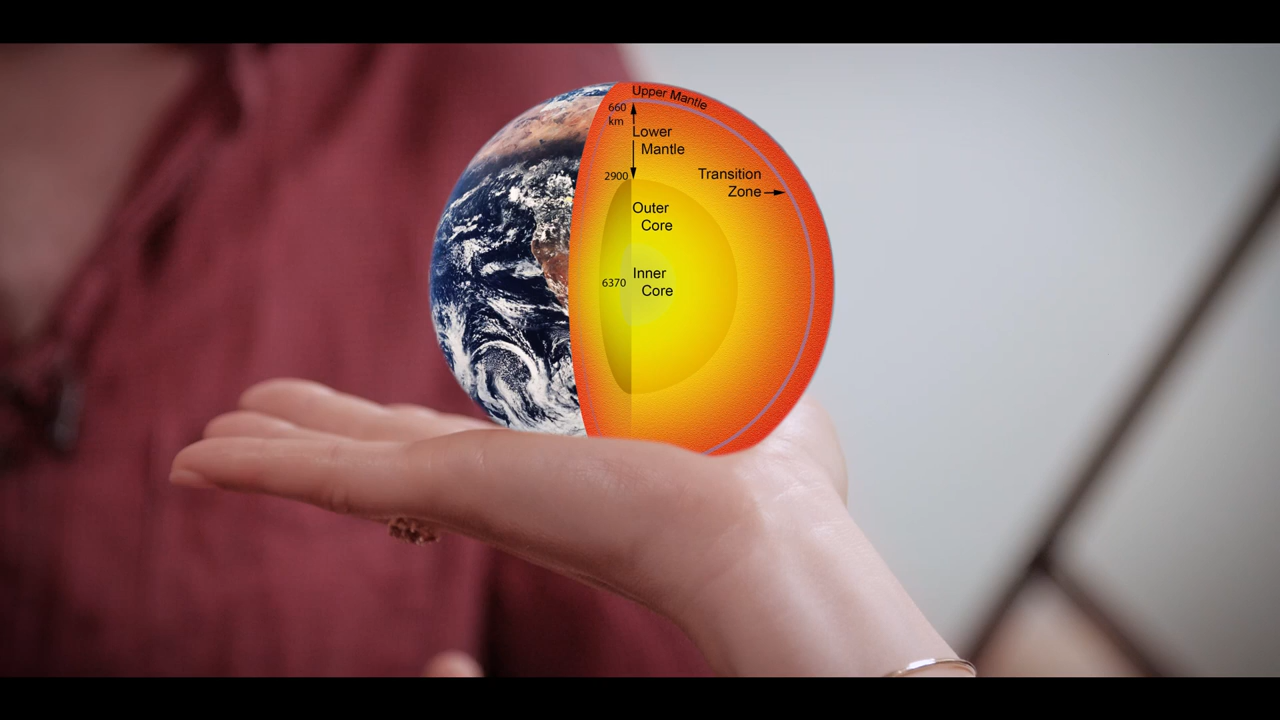 Upper Mantle
660
km
Lower
Mantle
2900
Transition
Zone
Outer
Core
6370
Inner
Core